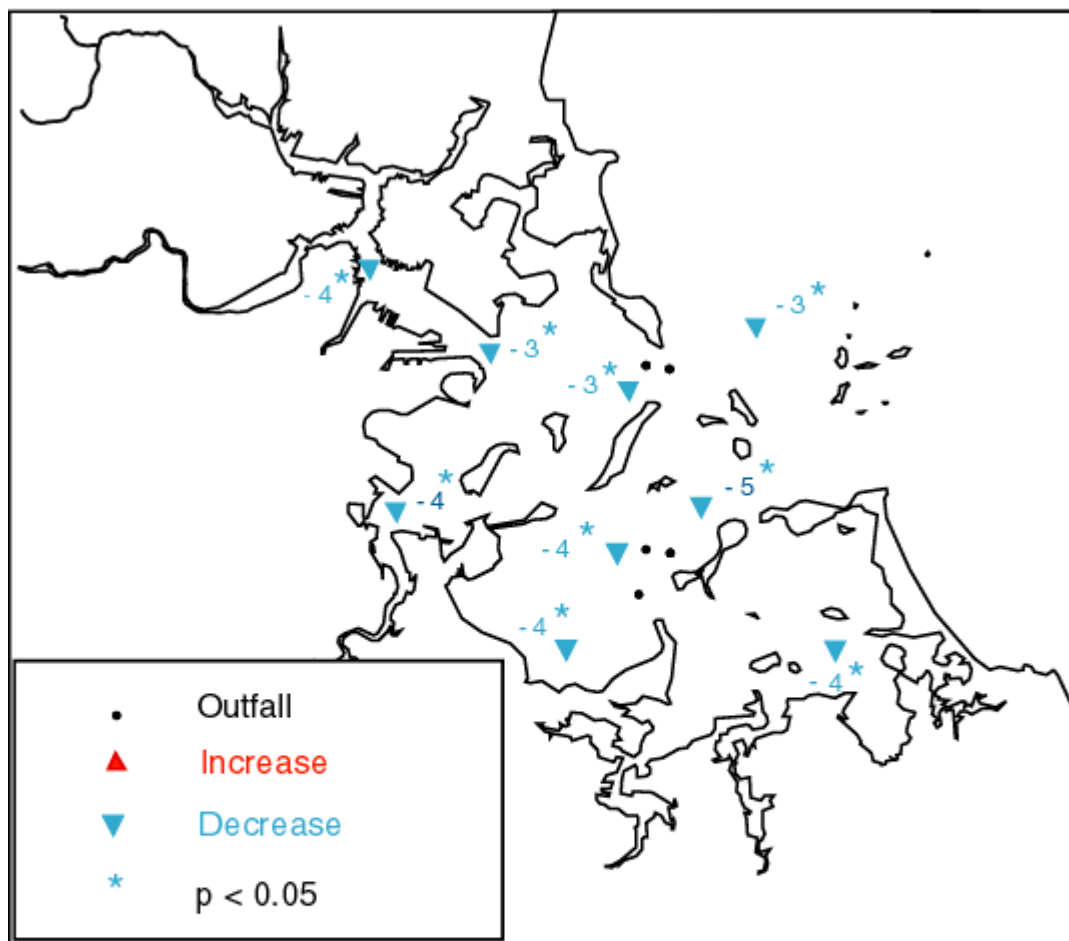 - 3 *
- 4 *
- 3 *
- 3 *
- 4 *
- 5 *
- 4 *
- 4 *
- 4 *
Outfall
Increase
Decrease
* p < 0.05